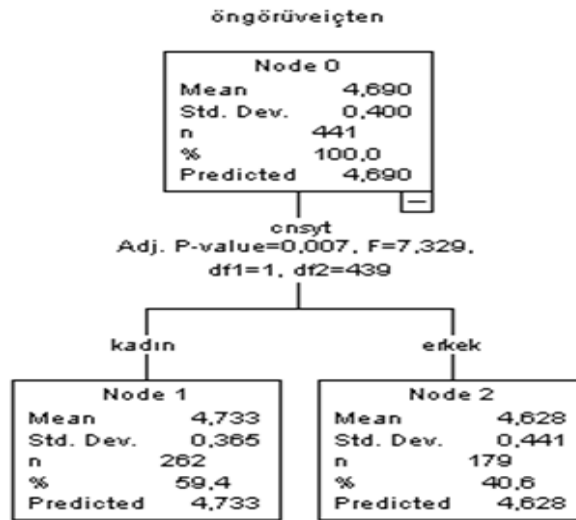 öngörüveiçten
Node 0
Mean 4,690
Std. Dev. 0,400
n 441
% 100,0
Predicted 4,690
cnsyt
Adj. P-value=0,007, F=7,329,
df1=1, df2=439
kadın
erkek
Node 1
Mean 4,733
Std. Dev. 0,365
n 262
% 59,4
Predicted 4,733
Node 2
Mean 4,628
Std. Dev. 0,441
n 179
% 40,6
Predicted 4,628